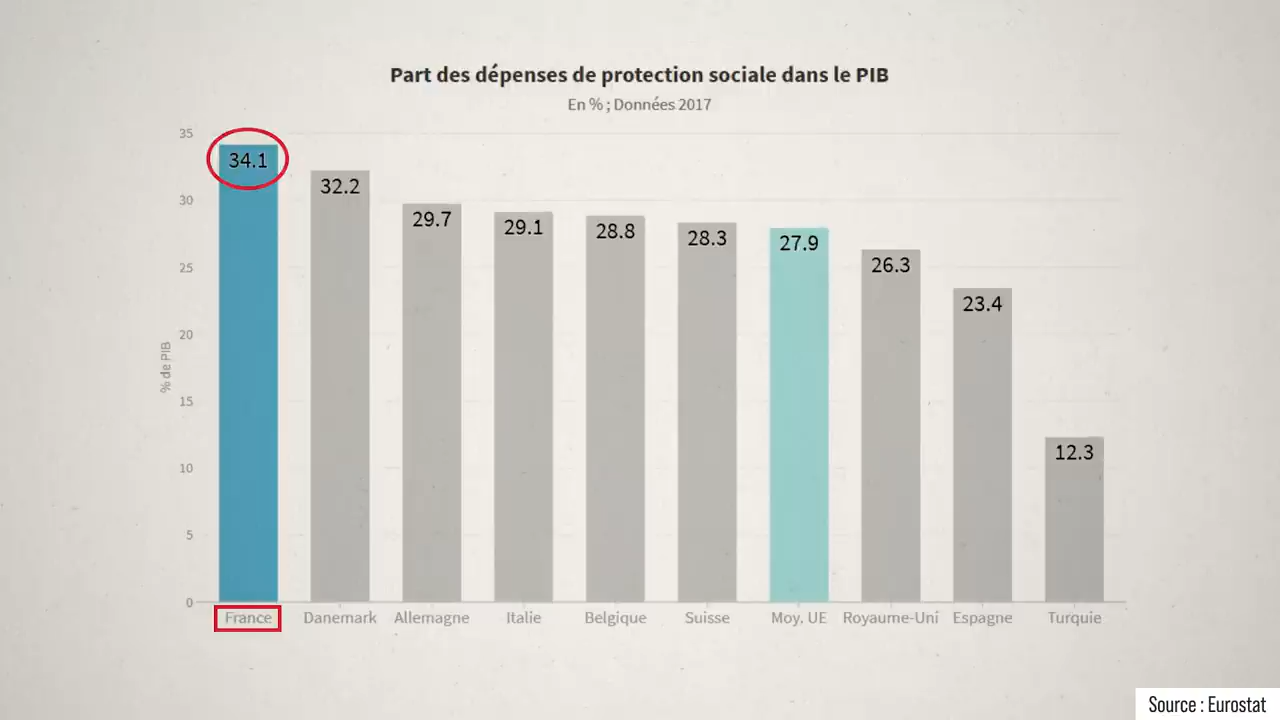 Part des dépenses de protection sociale dans le PIB
En % ; Données 2017
35
30
25
20
15
10
5
0
% de PIB
34.1
32.2
29.7
29.1
28.8
28.3
27.9
26.3
23.4
12.3
France
Danemark
Allemagne
Italie
Belgique
Suisse
Moy. UE
Royaume-Uni
Espagne
Turquie
Source : Eurostat